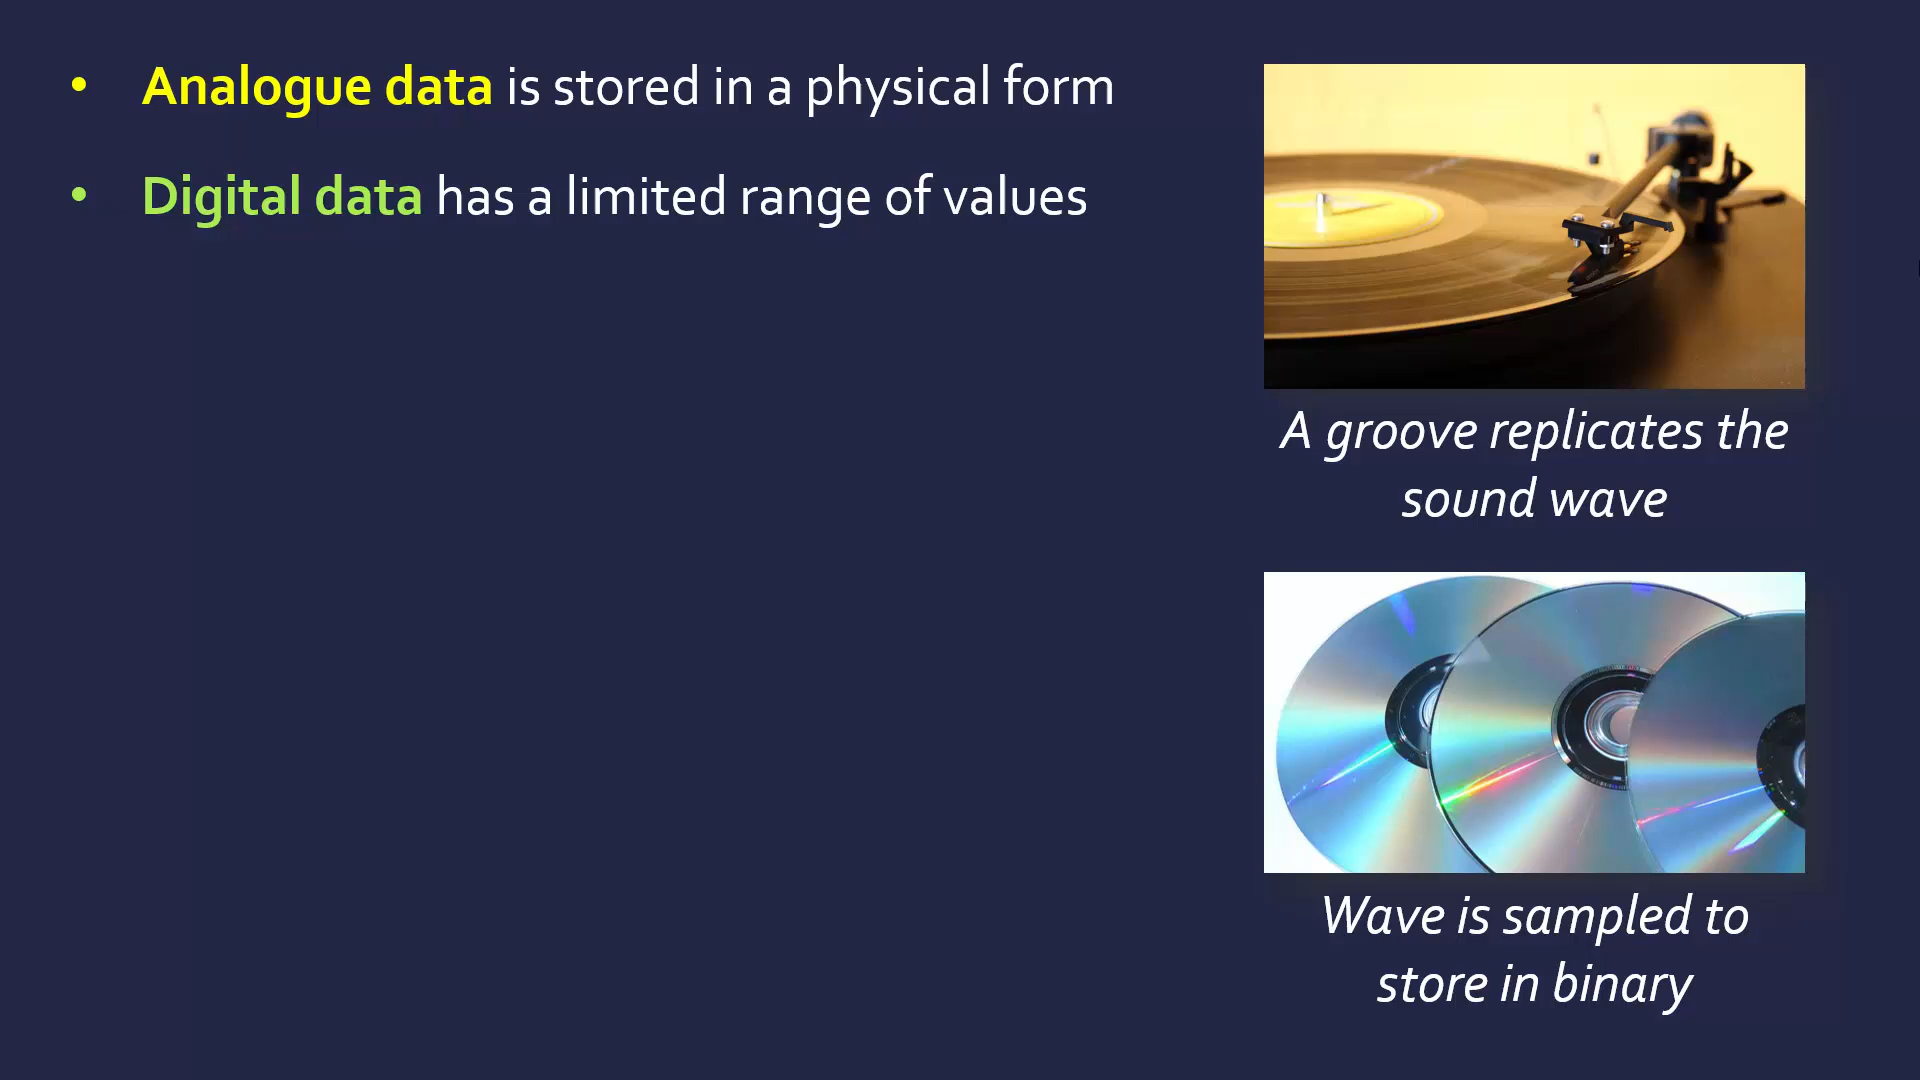 • Analogue data is stored in a physical form
• Digital data has a limited range of values
A groove replicates the
sound wave
Wave is sampled to
store in binary